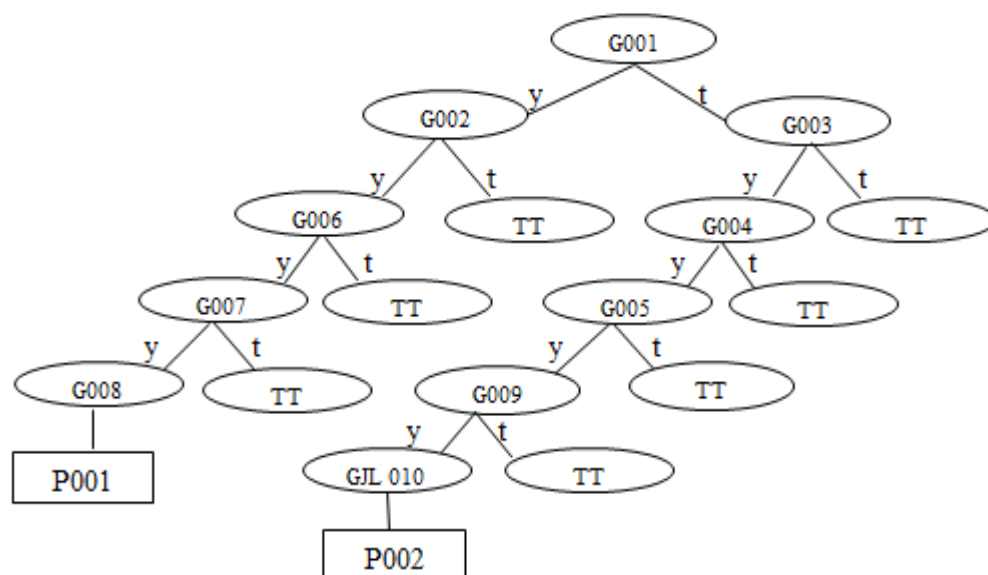 G001
y
t
G002
G003
y
t
y
t
G006
TT
G004
TT
y
t
y
t
G007
TT
G005
TT
y
t
y
t
G008
TT
G009
TT
y
t
P001
GJL 010
TT
P002